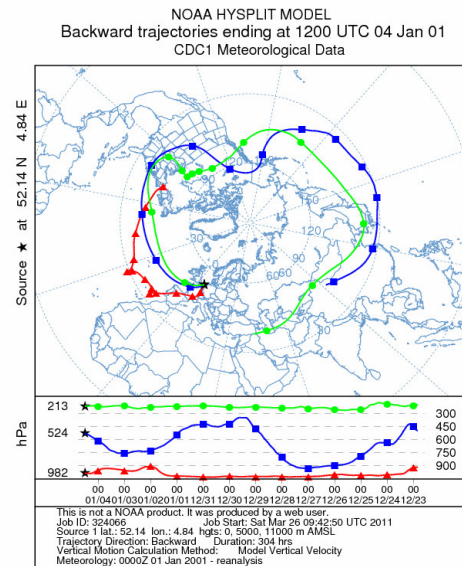 NOAA HYSPLIT MODEL
Backward trajectories ending at 1200 UTC 04 Jan 01
CDC1 Meteorological Data
Source ★ at 52.14 N 4.84 E
30
60
60
30
hPa
213
524
982
300
450
600
750
900
00 00 00 00 00 00 00 00 00 00 00 00 00
01/04 01/03 01/02 01/01 12/31 12/30 12/29 12/28 12/27 12/26 12/25 12/24 12/23
This is not a NOAA product. It was produced by a web user.
Job ID: 324066 Job Start: Sat Mar 26 09:42:50 UTC 2011
Source 1 lat.: 52.14 lon.: 4.84 hgts: 0, 5000, 11000 m AMSL
Trajectory Direction: Backward Duration: 304 hrs
Vertical Motion Calculation Method: Model Vertical Velocity
Meteorology: 0000Z 01 Jan 2001 - reanalysis